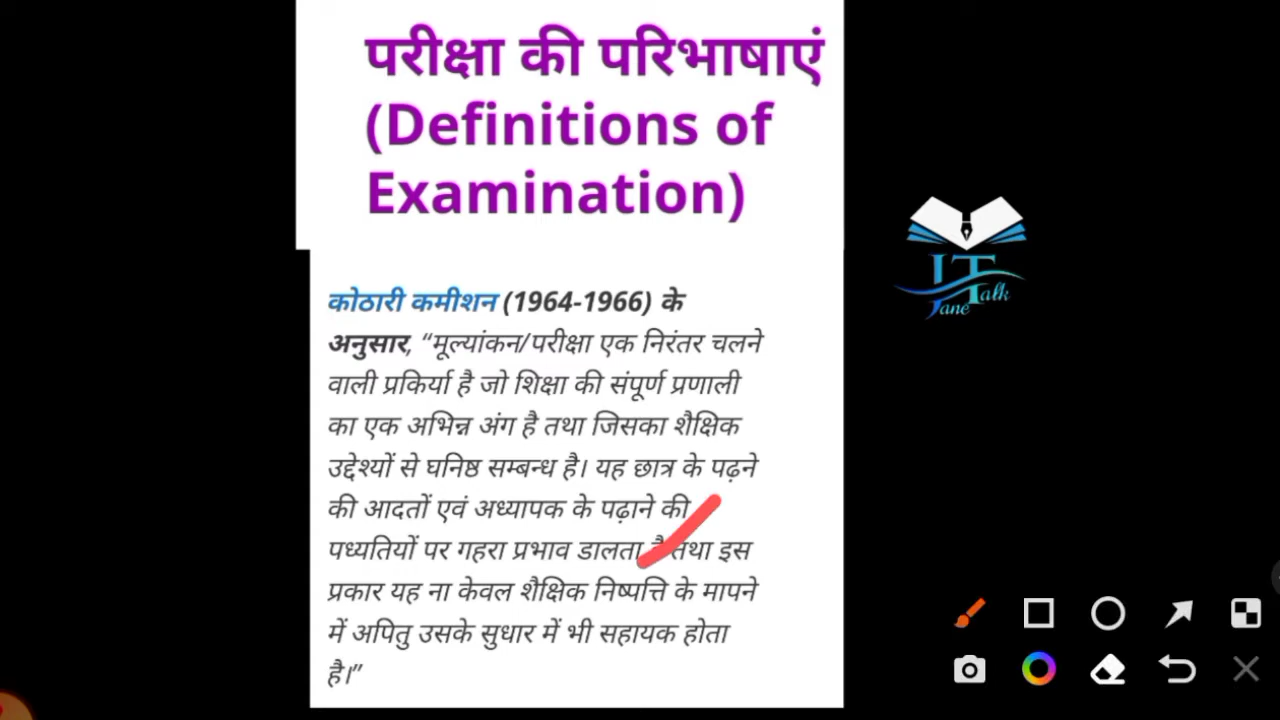 परीक्षा की परिभाषाएं
(Definitions of
Examination)
कोठारी कमीशन (1964-1966) के
अनुसार, “मूल्यांकन/परीक्षा एक निरंतर चलने
वाली प्रकिर्या है जो शिक्षा की संपूर्ण प्रणाली
का एक अभिन्न अंग है तथा जिसका शैक्षिक
उद्देश्यों से घनिष्ठ सम्बन्ध है। यह छात्र के पढ़ने
की आदतों एवं अध्यापक के पढ़ाने की
पध्यतियों पर गहरा प्रभाव डालता है तथा इस
प्रकार यह ना केवल शैक्षिक निष्पत्ति के मापने
में अपितु उसके सुधार में भी सहायक होता
है।”
Jane
Talk